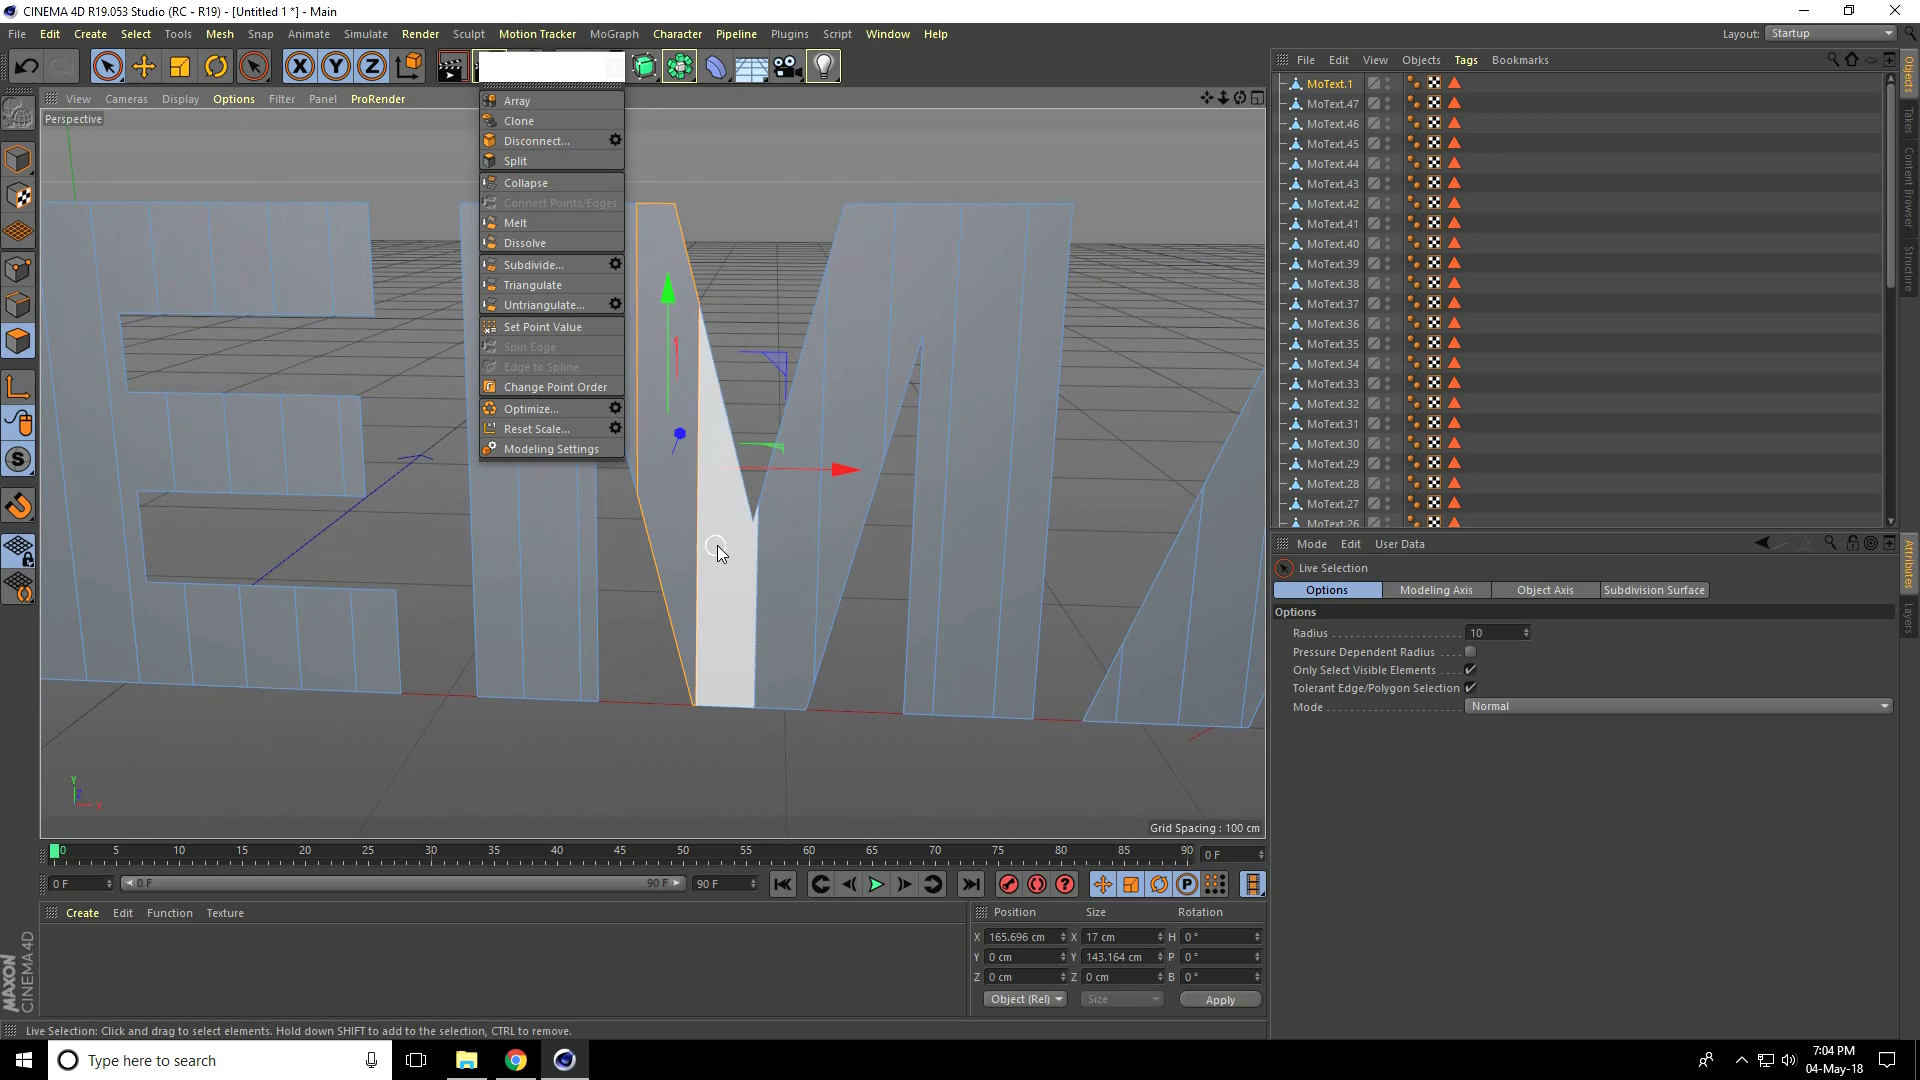 CINEMA 4D R19.053 Studio (RC - R19) - [Untitled 1 *] - Main
File Edit Create Select Tools Mesh Snap Animate Simulate Render Sculpt Motion Tracker MoGraph Character Pipeline Plugins Script Window Help
Layout: Startup
X Y Z
File Edit View Objects Tags Bookmarks
View Cameras Display Options Filter Panel ProRender
Perspective
Array
Clone
Disconnect...
Split
Collapse
Connect Points/Edges
Melt
Dissolve
Subdivide...
Triangulate
Untriangulate...
Set Point Value
Spin Edge
Edge to Spline
Change Point Order
Optimize...
Reset Scale...
Modeling Settings
MoText.1
MoText.47
MoText.46
MoText.45
MoText.44
MoText.43
MoText.42
MoText.41
MoText.40
MoText.39
MoText.38
MoText.37
MoText.36
MoText.35
MoText.34
MoText.33
MoText.32
MoText.31
MoText.30
MoText.29
MoText.28
MoText.27
MoText.26
Objects
Takes
Content Browser
Structure
Mode Edit User Data
Live Selection
Options Modeling Axis Object Axis Subdivision Surface
Options
Radius 10
Pressure Dependent Radius
Only Select Visible Elements
Tolerant Edge/Polygon Selection
Mode Normal
Attributes
Layers
Y
Z
X
Grid Spacing : 100 cm
0 5 10 15 20 25 30 35 40 45 50 55 60 65 70 75 80 85 90 0 F
0 F 0 F 90 F 90 F
Create Edit Function Texture
Position Size Rotation
X 165.696 cm X 17 cm H 0 °
Y 0 cm Y 143.164 cm P 0 °
Z 0 cm Z 0 cm B 0 °
Object (Rel) Size Apply
MAXON
CINEMA 4D
Live Selection: Click and drag to select elements. Hold down SHIFT to add to the selection, CTRL to remove.
Type here to search
7:04 PM
04-May-18